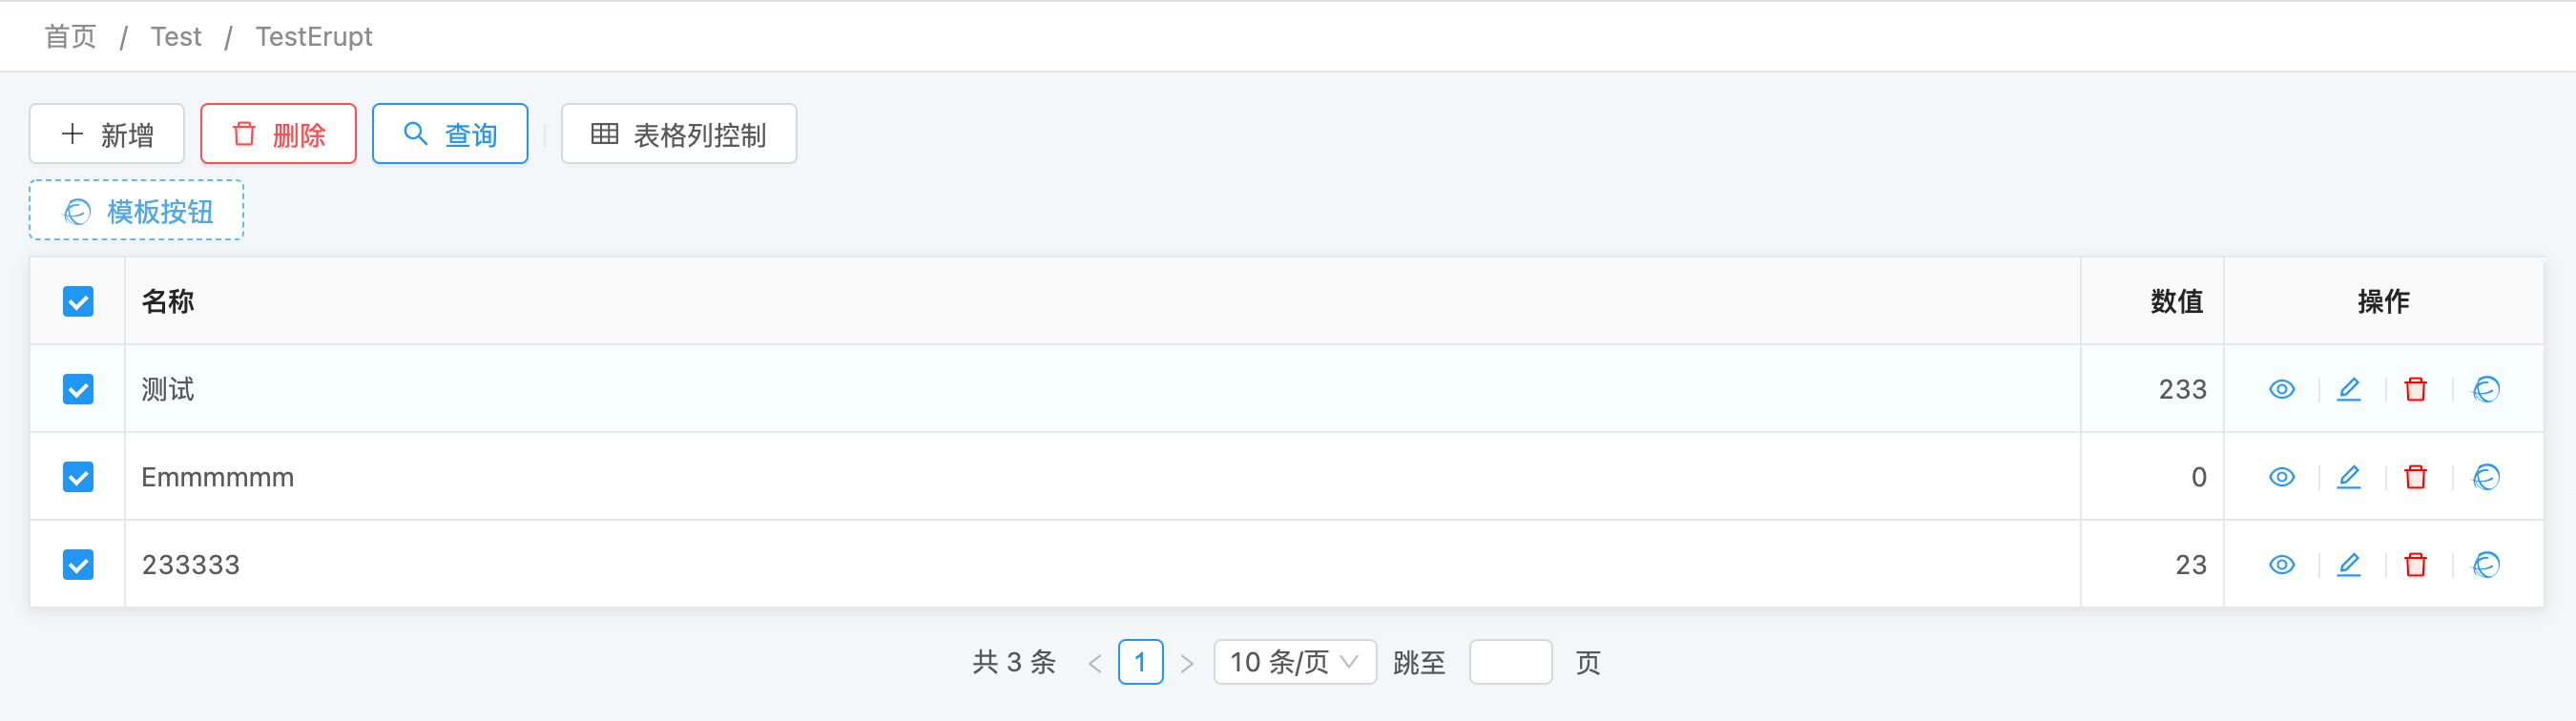 首页 / Test / TestErupt
新增 删除 查询 表格列控制
模板按钮
名称 数值 操作
测试 233
Emmmmmm 0
233333 23
共 3 条 < 1 > 10 条/页 跳至 页